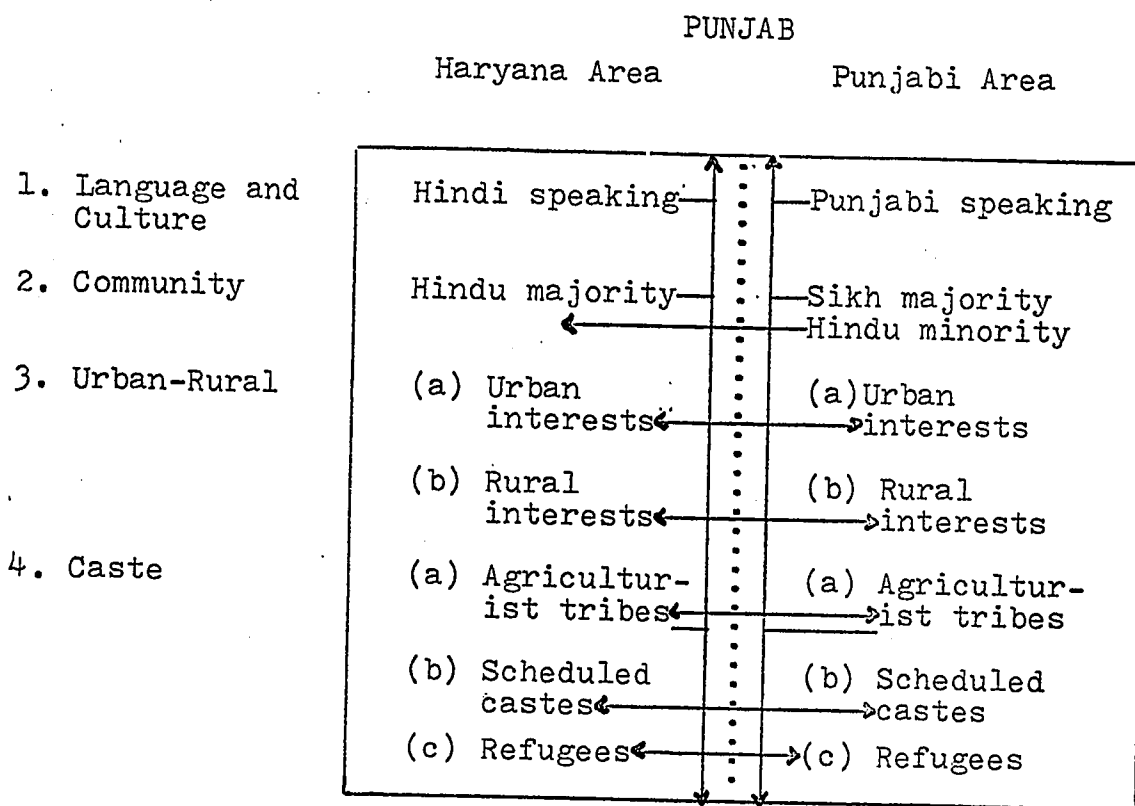 PUNJAB
Haryana Area Punjabi Area
1. Language and Culture
Hindi speaking Punjabi speaking
2. Community
Hindu majority Sikh majority
Hindu minority
3. Urban-Rural
(a) Urban interests (a)Urban interests
(b) Rural interests (b) Rural interests
4. Caste
(a) Agricultur-
ist tribes
(a) Agricultur-
ist tribes
(b) Scheduled castes (b) Scheduled castes
(c) Refugees (c) Refugees